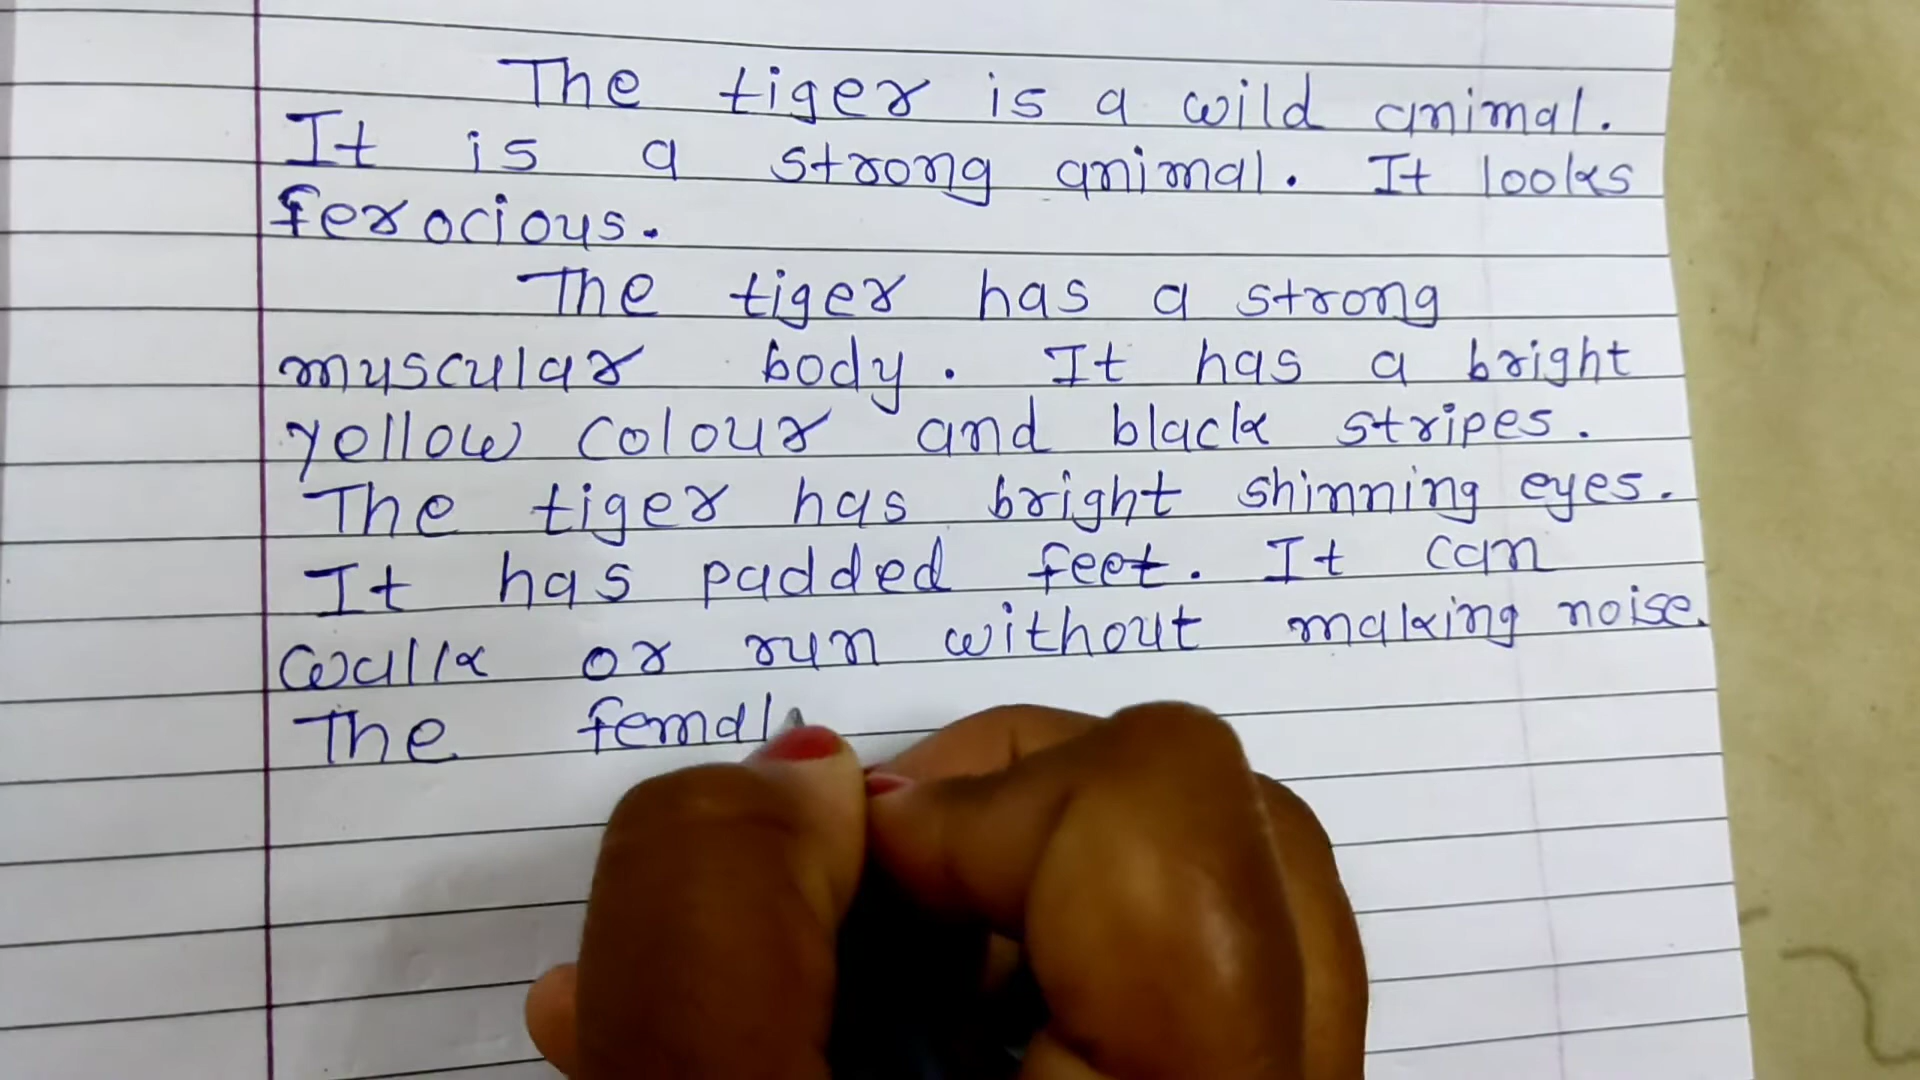 The tiger is a wild animal.
It is a strong animal. It looks
ferocious.
The tiger has a strong
muscular body. It has a bright
yellow colour and black stripes.
The tiger has bright shinning eyes.
It has padded feet. It can
walk or run without making noise.
The femal